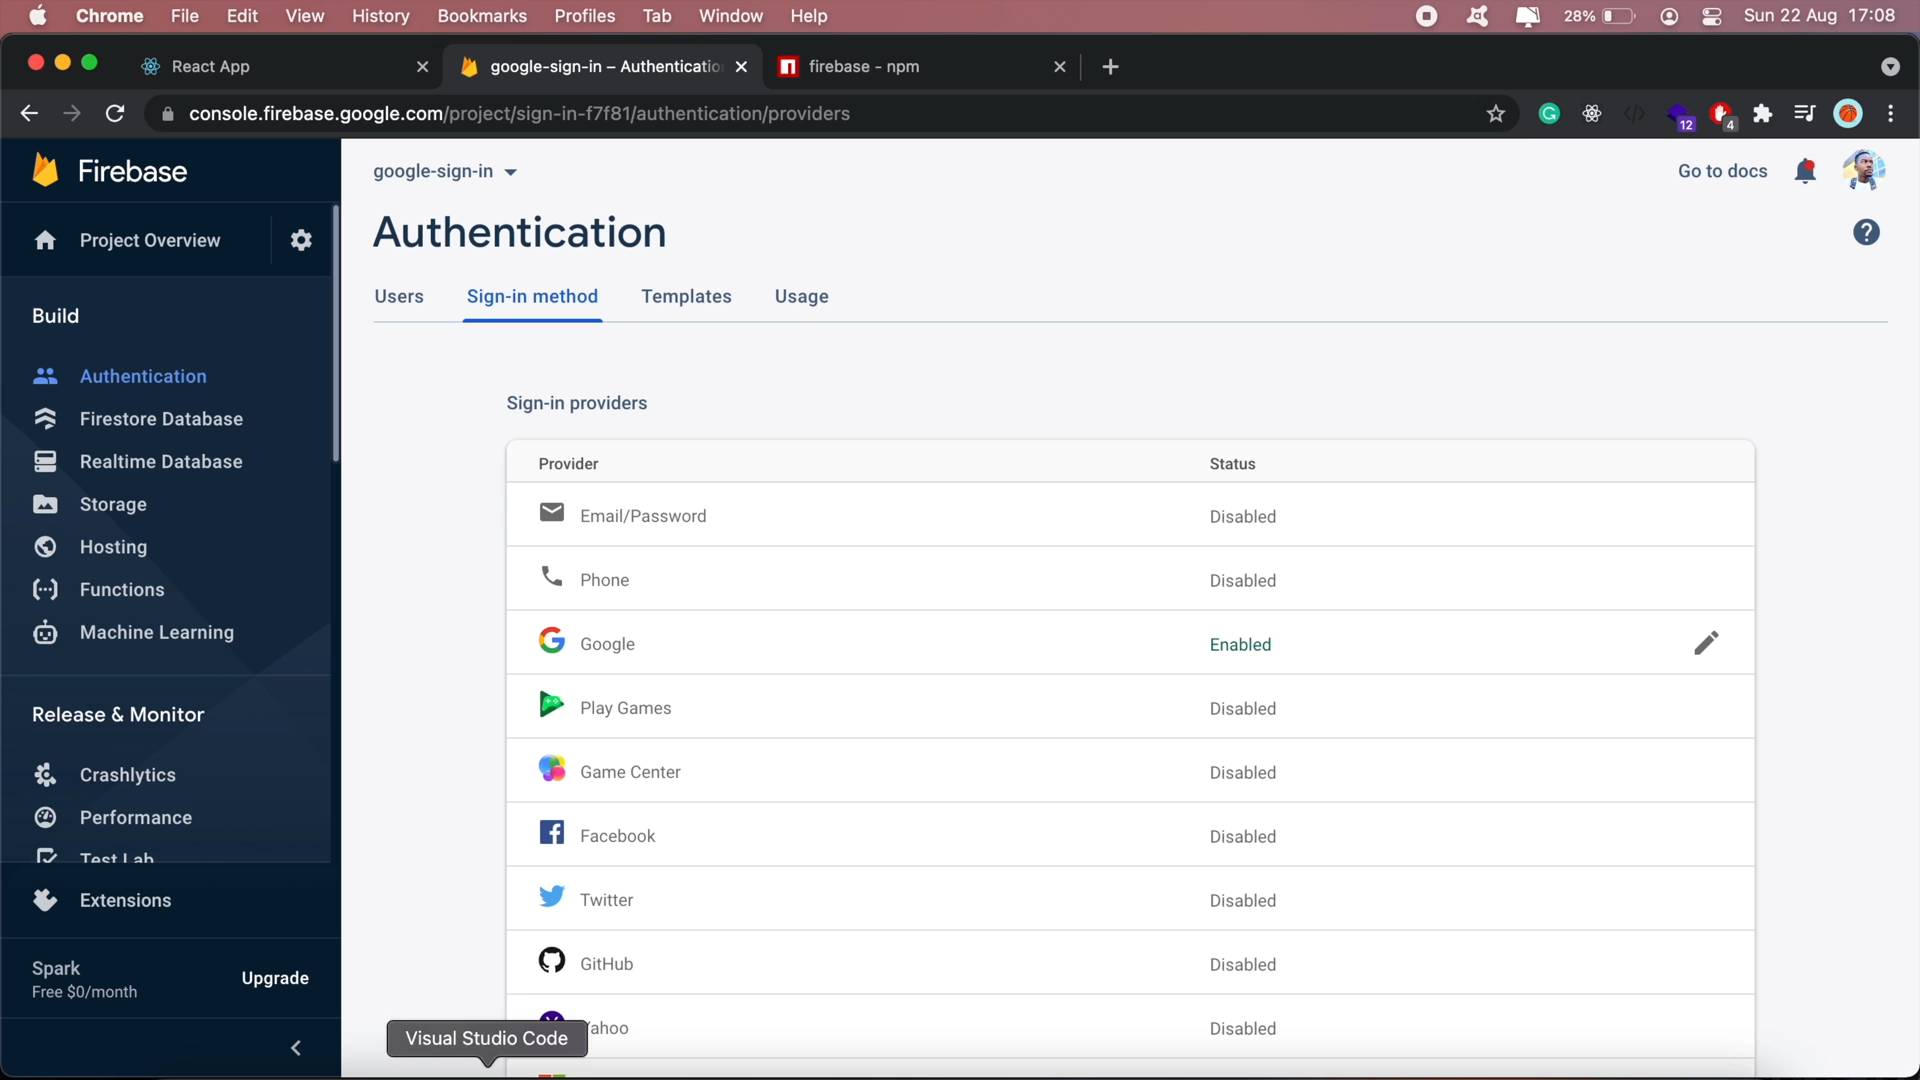 Chrome File Edit View History Bookmarks Profiles Tab Window Help 28% Sun 22 Aug 17:08
React App google-sign-in – Authenticatio firebase - npm
console.firebase.google.com/project/sign-in-f7f81/authentication/providers 12 4
Firebase
google-sign-in
Go to docs
Project Overview
Authentication
Users Sign-in method Templates Usage
Build
Authentication
Firestore Database
Realtime Database
Storage
Hosting
Functions
Machine Learning
Release & Monitor
Crashlytics
Performance
Test Lab
Extensions
Spark
Free $0/month
Upgrade
Sign-in providers
Provider Status
Email/Password Disabled
Phone Disabled
Google Enabled
Play Games Disabled
Game Center Disabled
Facebook Disabled
Twitter Disabled
GitHub Disabled
ahoo Disabled
Visual Studio Code